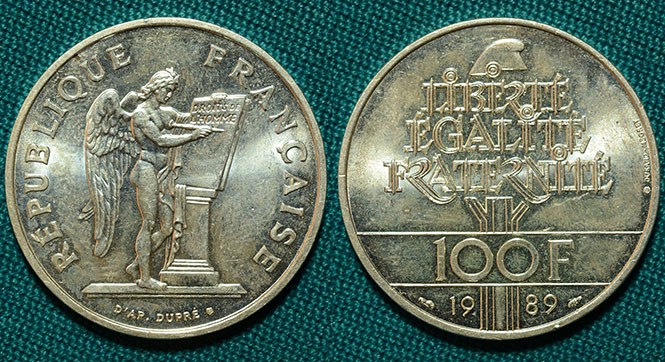 RÉPUBLIQUE FRANÇAISE
DROITS DE
L'HOMME
D'AP. DUPRÉ
LIBERTÉ
ÉGALITÉ
FRATERNITÉ
100 F
19 89